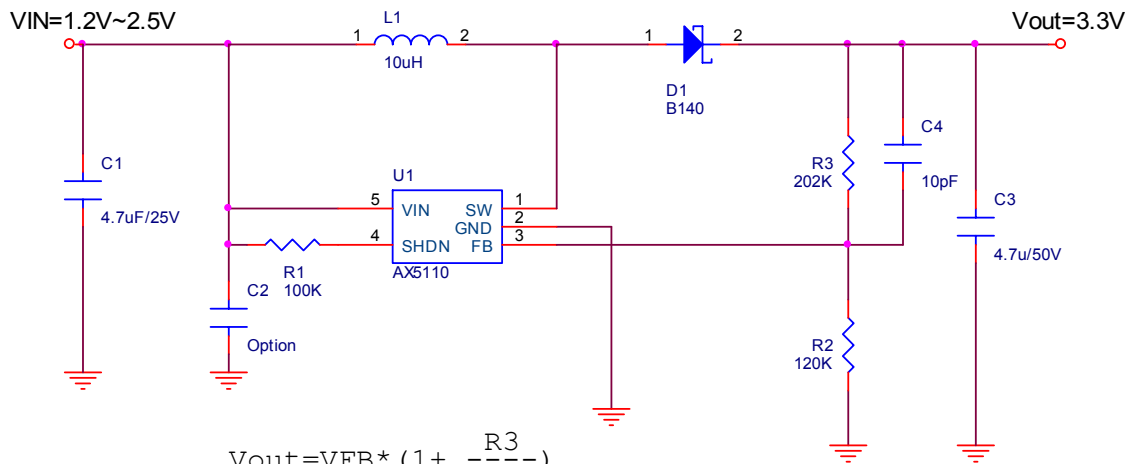 VIN=1.2V~2.5V
L1
1 2
10uH
1 2
D1
B140
Vout=3.3V
C1
4.7uF/25V
U1
5 VIN SW 1
GND 2
4 SHDN FB 3
AX5110
R1
100K
C2
Option
R3
202K
C4
10pF
C3
4.7u/50V
R2
120K
R3
Vout=VFB*(1+ ----)